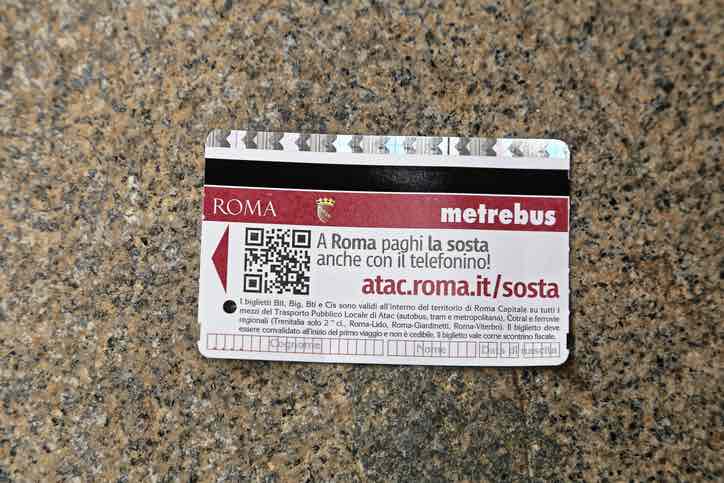 ROMA metrebus
A Roma paghi la sosta
anche con il telefonino!
atac.roma.it/sosta
I biglietti Bit, Big, Bti e Cis sono validi all'interno del territorio di Roma Capitale su tutti i
mezzi del Trasporto Pubblico Locale di Atac (autobus, tram e metropolitana), Cotral e ferrovie
regionali (Trenitalia solo 2° cl., Roma-Lido, Roma-Giardinetti, Roma-Viterbo). Il biglietto deve
essere convalidato all'inizio del primo viaggio e non è cedibile. Il biglietto vale come scontrino fiscale.
Cognome Nome Data di nascita